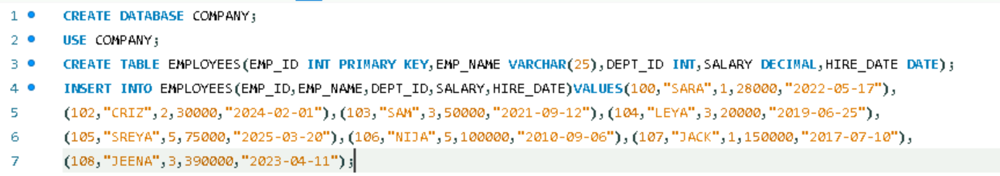 1 CREATE DATABASE COMPANY;
2 USE COMPANY;
3 CREATE TABLE EMPLOYEES(EMP_ID INT PRIMARY KEY,EMP_NAME VARCHAR(25),DEPT_ID INT,SALARY DECIMAL,HIRE_DATE DATE);
4 INSERT INTO EMPLOYEES(EMP_ID,EMP_NAME,DEPT_ID,SALARY,HIRE_DATE)VALUES(100,"SARA",1,28000,"2022-05-17"),
5 (102,"CRIZ",2,30000,"2024-02-01"),(103,"SAM",3,50000,"2021-09-12"),(104,"LEYA",3,20000,"2019-06-25"),
6 (105,"SREYA",5,75000,"2025-03-20"),(106,"NIJA",5,100000,"2010-09-06"),(107,"JACK",1,150000,"2017-07-10"),
7 (108,"JEENA",3,390000,"2023-04-11");